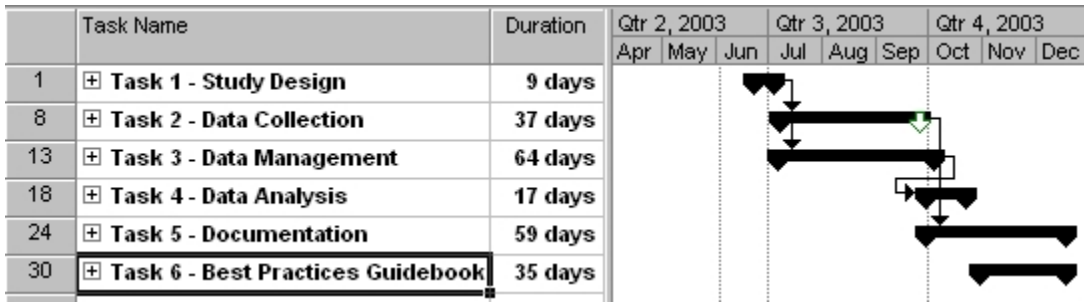 Task Name Duration Qtr 2, 2003 Qtr 3, 2003 Qtr 4, 2003
Apr May Jun Jul Aug Sep Oct Nov Dec
1 Task 1 - Study Design 9 days
8 Task 2 - Data Collection 37 days
13 Task 3 - Data Management 64 days
18 Task 4 - Data Analysis 17 days
24 Task 5 - Documentation 59 days
30 Task 6 - Best Practices Guidebook 35 days